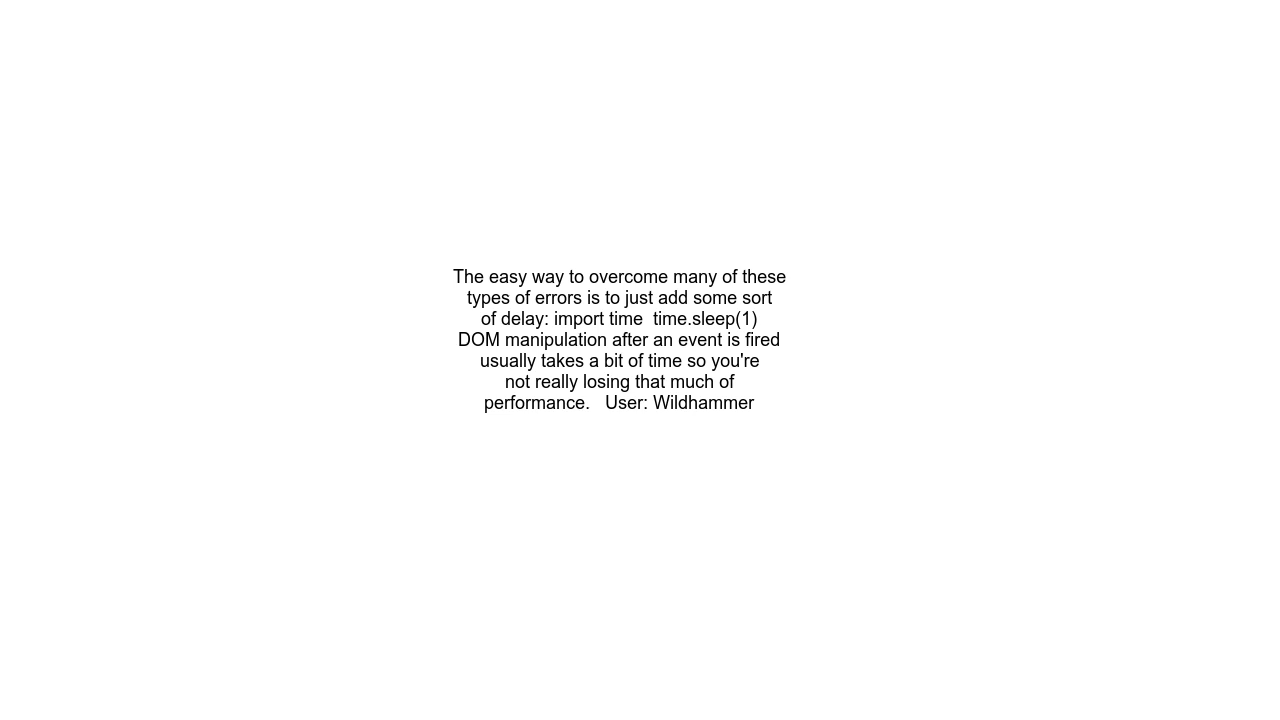 The easy way to overcome many of these
types of errors is to just add some sort
of delay: import time  time.sleep(1)
DOM manipulation after an event is fired
usually takes a bit of time so you're
not really losing that much of
performance.   User: Wildhammer